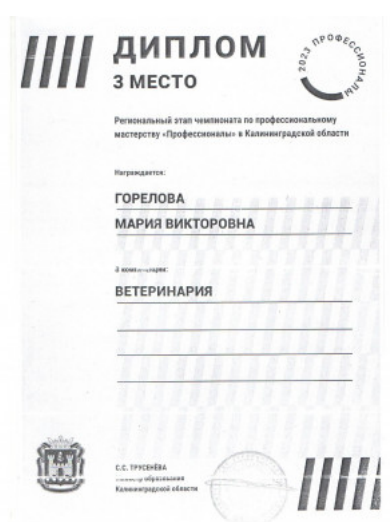 ДИПЛОМ
3 МЕСТО
2023 ПРОФЕССИОНАЛЫ
Региональный этап чемпионата по профессиональному
мастерству «Профессионалы» в Калининградской области
Награждается:
ГОРЕЛОВА
МАРИЯ ВИКТОРОВНА
В
ВЕТЕРИНАРИЯ
С.С. ТРУСЕНЁВА
образования
Калининградской области